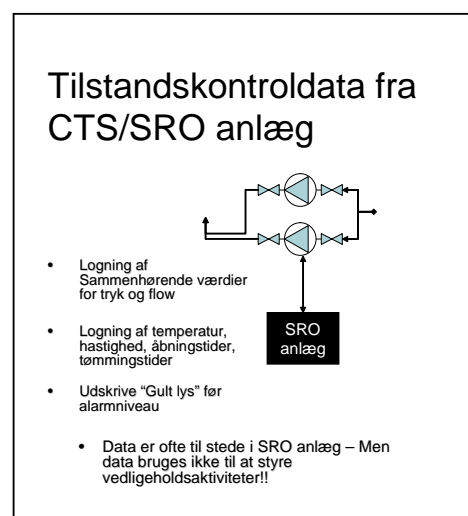 Tilstandskontroldata fra
CTS/SRO anlæg
• Logning af
Sammenhørende værdier
for tryk og flow
• Logning af temperatur,
hastighed, åbningstider,
tømmingstider
• Udskrive “Gult lys” før
alarmniveau
• Data er ofte til stede i SRO anlæg – Men
data bruges ikke til at styre
vedligeholdsaktiviteter!!
SRO
anlæg